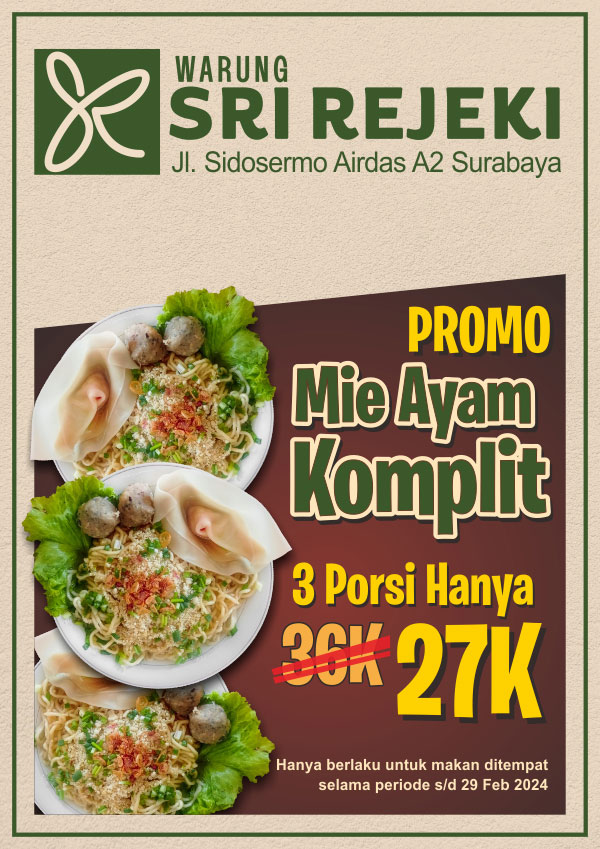 WARUNG
SRI REJEKI
Jl. Sidosermo Airdas A2 Surabaya
PROMO
Mie Ayam
Komplit
3 Porsi Hanya
36K 27K
Hanya berlaku untuk makan ditempat
selama periode s/d 29 Feb 2024